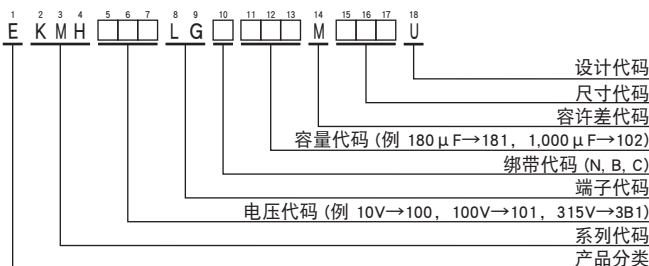 1 2 3 4 5 6 7 8 9 10 11 12 13 14 15 16 17 18
E KMH □□□ LG□ □□□ M □□□ U
设计代码
尺寸代码
容许差代码
容量代码 (例 180μF→181, 1,000μF→102)
绑带代码 (N, B, C)
端子代码
电压代码 (例 10V→100, 100V→101, 315V→3B1)
系列代码
产品分类